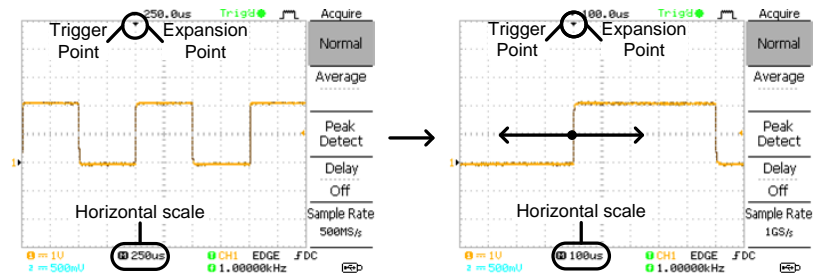 250.0us Trig'd Acquire
Trigger Point
Expansion Point
Normal
Average
Peak Detect
Delay
Off
Sample Rate
500MS/s
1
Horizontal scale
1V 250us CH1 EDGE DC
500mV 1.00000kHz
100.0us Trig'd Acquire
Trigger Point
Expansion Point
Normal
Average
Peak Detect
Delay
Off
Sample Rate
1GS/s
1
Horizontal scale
1V 100us CH1 EDGE DC
500mV 1.00000kHz